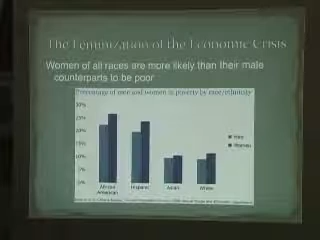 The Feminization of the Economic Crisis
Women of all races are more likely than their male
counterparts to be poor
Percentage of men and women in poverty by race/ethnicity
30%
25%
20%
15%
10%
5%
0%
African
American
Hispanic
Asian
White
Men
Women